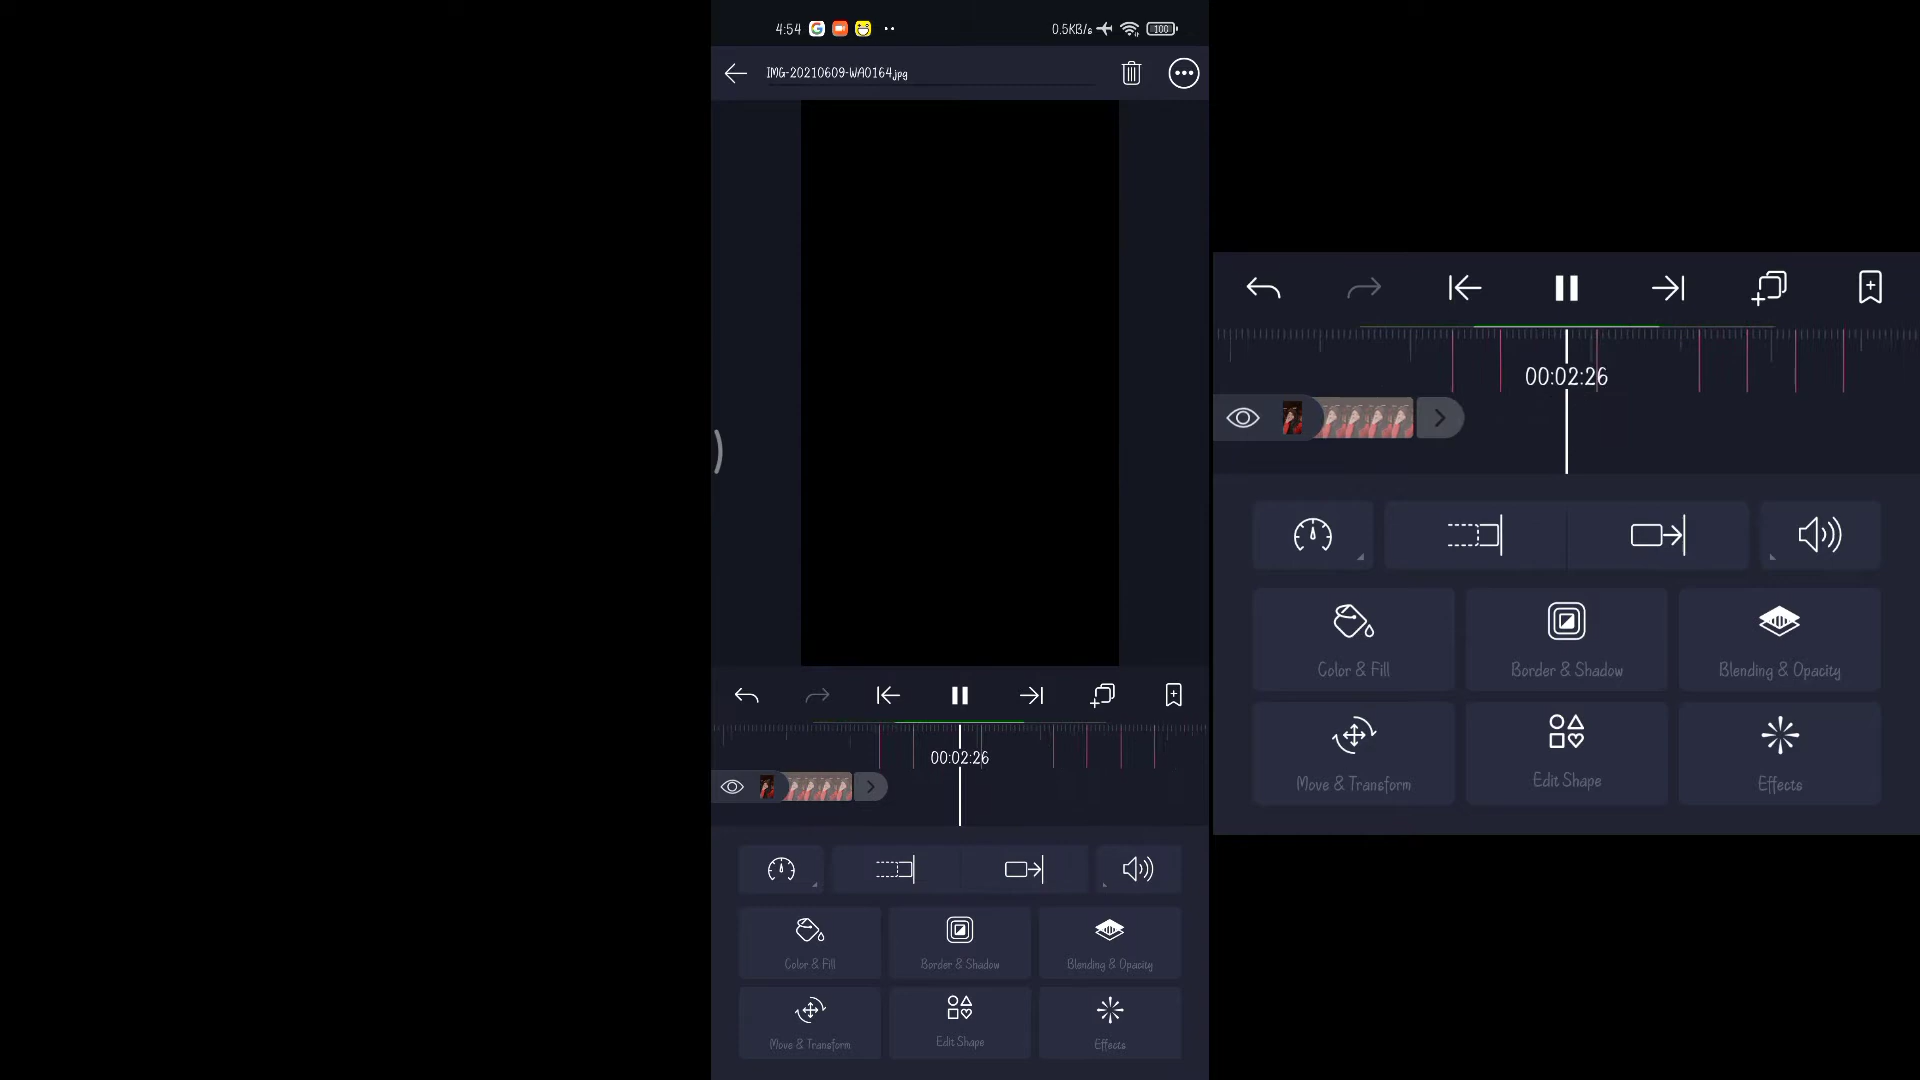 4:54
0.5KB/s
100
IMG-20210609-WA0164.jpg
00:02:26
Color & Fill
Border & Shadow
Blending & Opacity
Move & Transform
Edit Shape
Effects
00:02:26
Color & Fill
Border & Shadow
Blending & Opacity
Move & Transform
Edit Shape
Effects